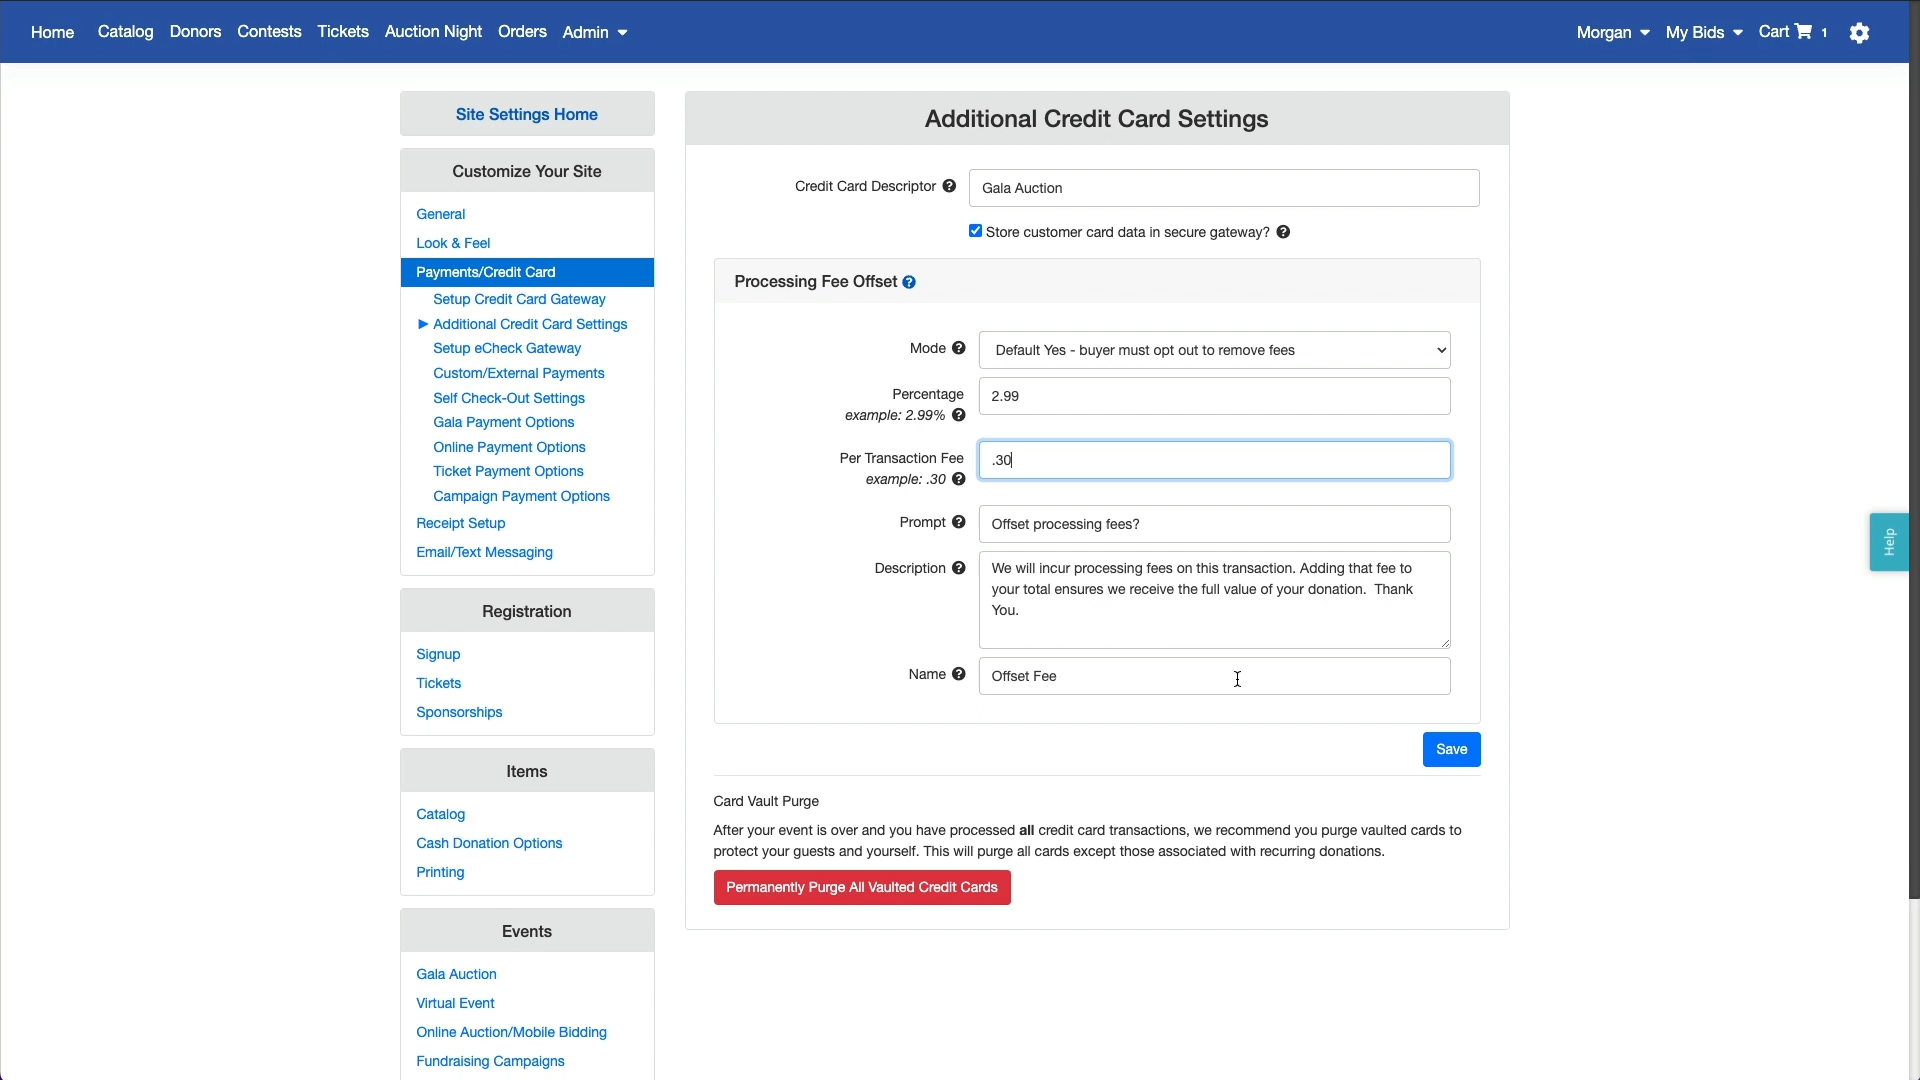 Home Catalog Donors Contests Tickets Auction Night Orders Admin Morgan My Bids Cart 1
Site Settings Home
Customize Your Site
General
Look & Feel
Payments/Credit Card
Setup Credit Card Gateway
Additional Credit Card Settings
Setup eCheck Gateway
Custom/External Payments
Self Check-Out Settings
Gala Payment Options
Online Payment Options
Ticket Payment Options
Campaign Payment Options
Receipt Setup
Email/Text Messaging
Registration
Signup
Tickets
Sponsorships
Items
Catalog
Cash Donation Options
Printing
Events
Gala Auction
Virtual Event
Online Auction/Mobile Bidding
Fundraising Campaigns
Additional Credit Card Settings
Credit Card Descriptor ? Gala Auction
Store customer card data in secure gateway? ?
Processing Fee Offset ?
Mode ? Default Yes - buyer must opt out to remove fees
Percentage 2.99
example: 2.99% ?
Per Transaction Fee .30
example: .30 ?
Prompt ? Offset processing fees?
Description ? We will incur processing fees on this transaction. Adding that fee to
your total ensures we receive the full value of your donation. Thank
You.
Name ? Offset Fee
Save
Card Vault Purge
After your event is over and you have processed all credit card transactions, we recommend you purge vaulted cards to
protect your guests and yourself. This will purge all cards except those associated with recurring donations.
Permanently Purge All Vaulted Credit Cards
Help